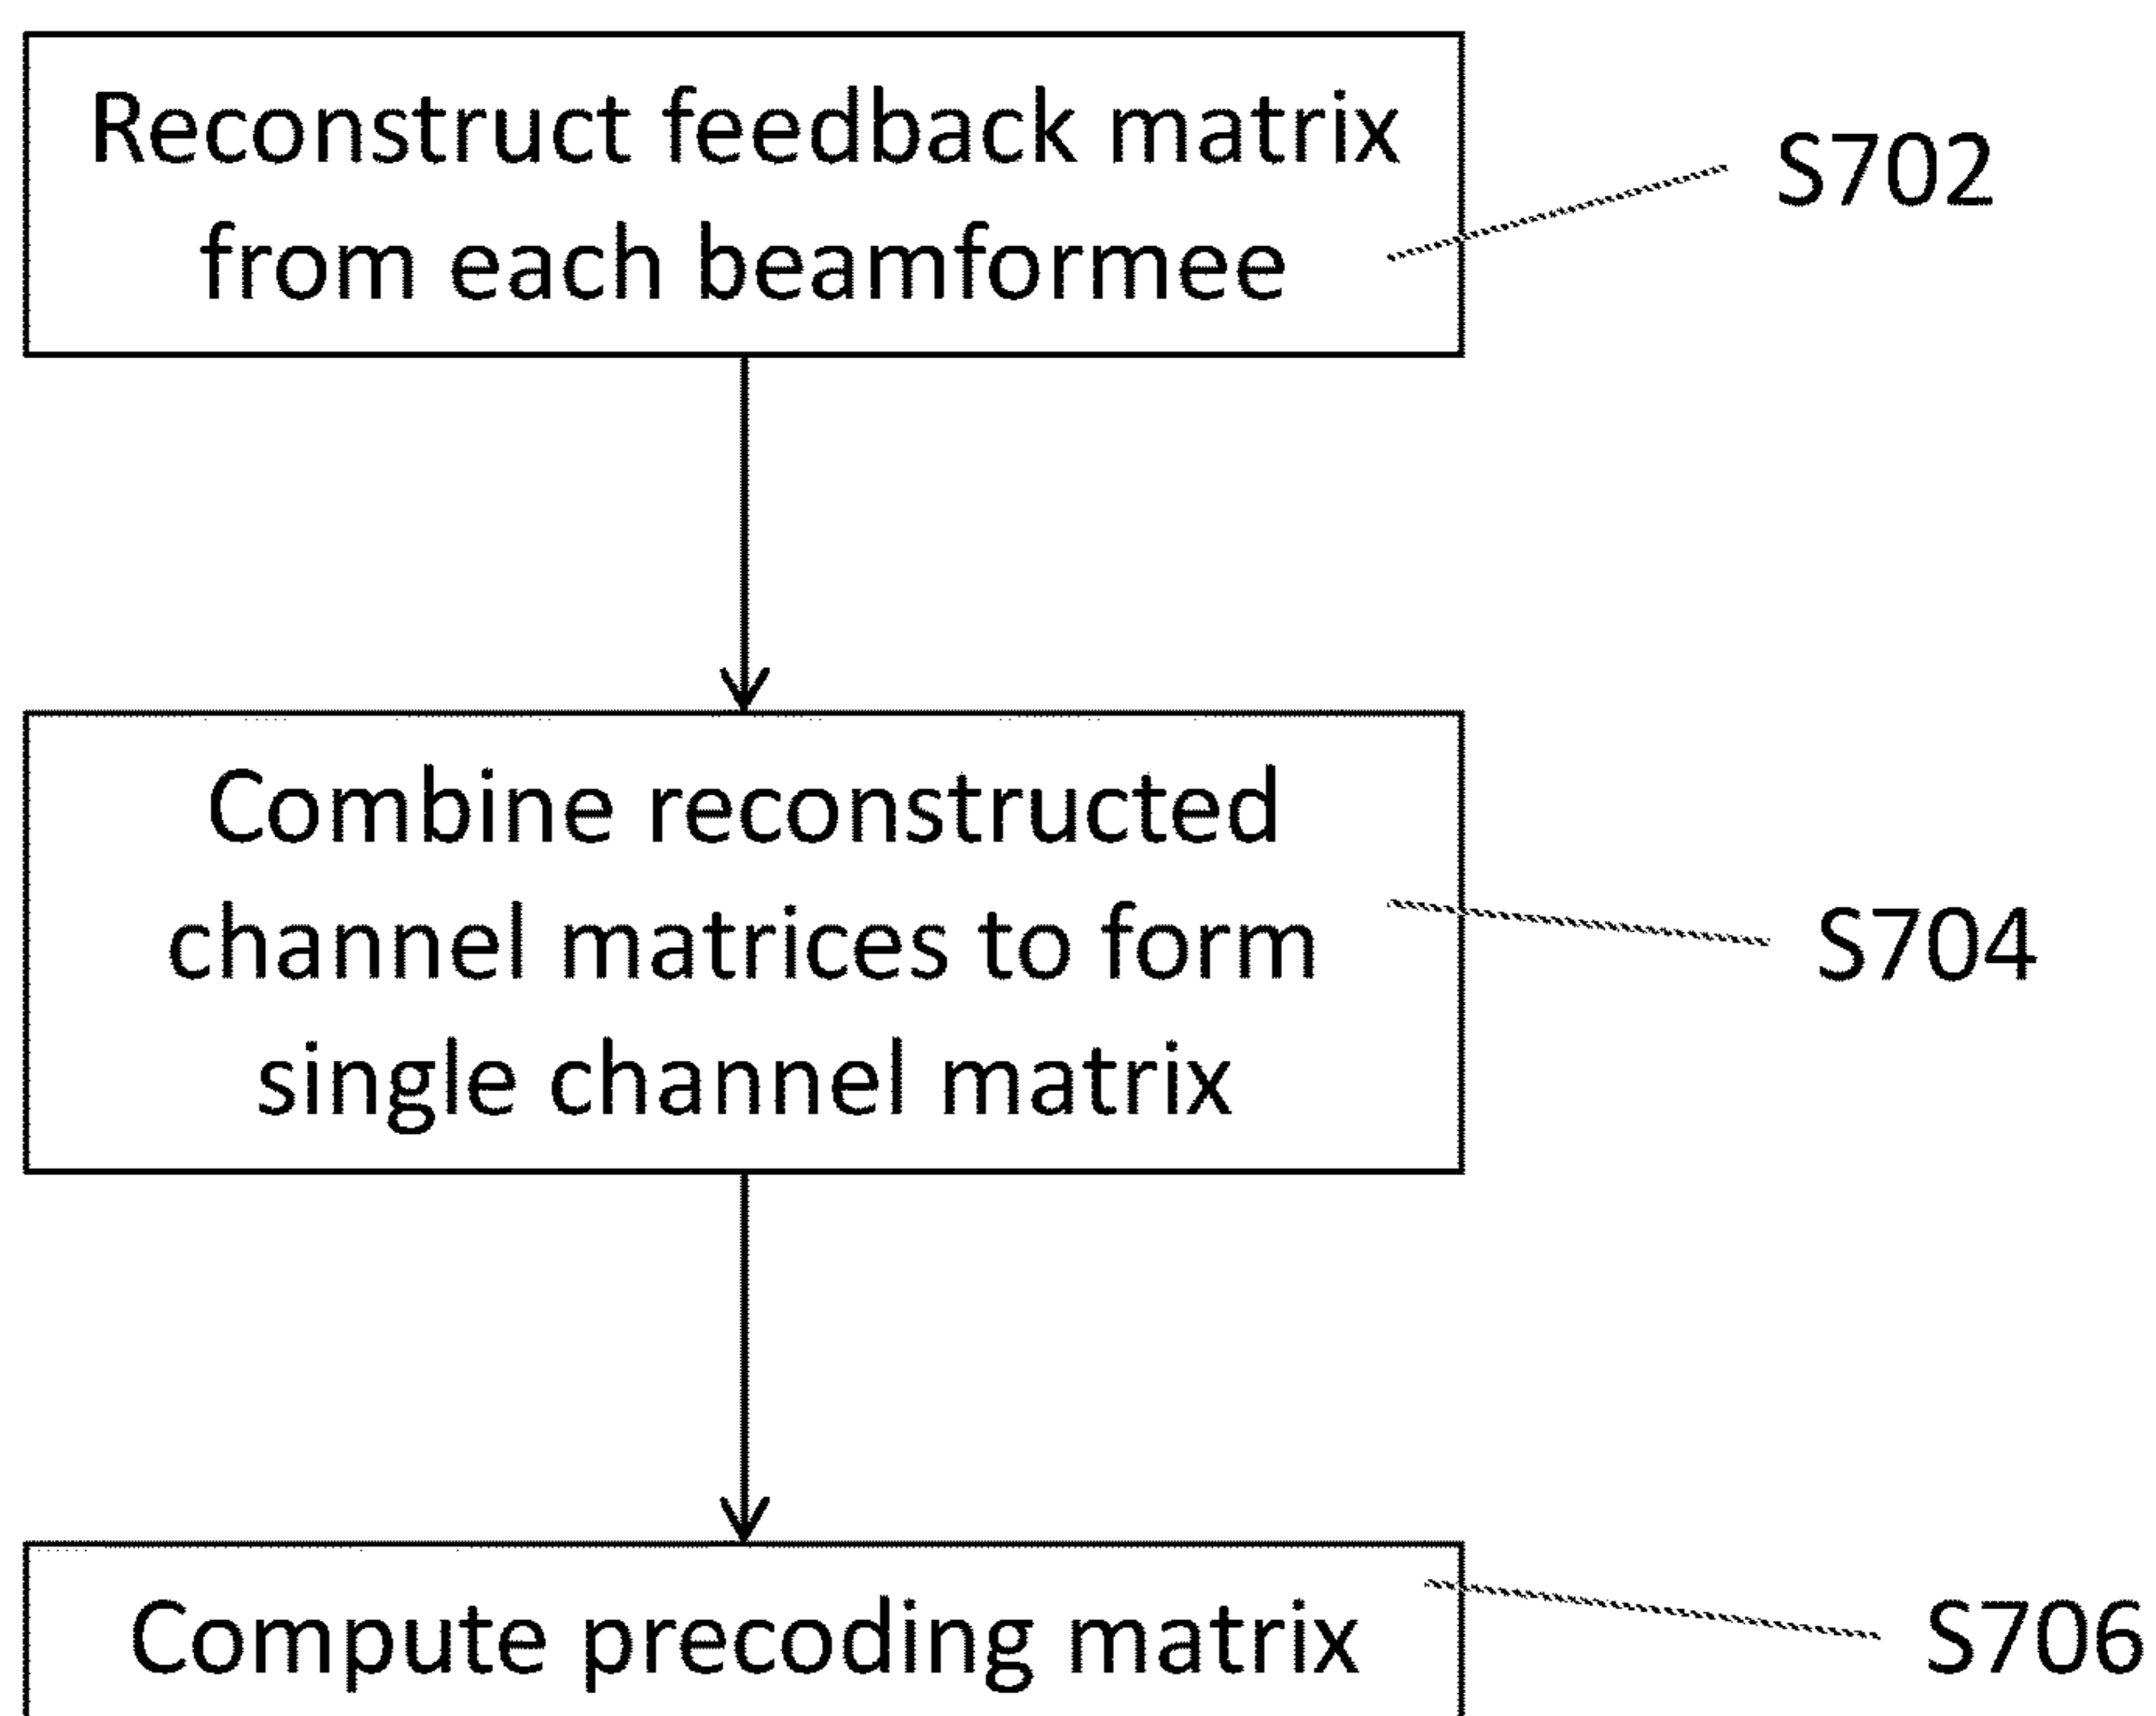 Reconstruct feedback matrix
from each beamformee
S702
Combine reconstructed
channel matrices to form
single channel matrix
S704
Compute precoding matrix
S706